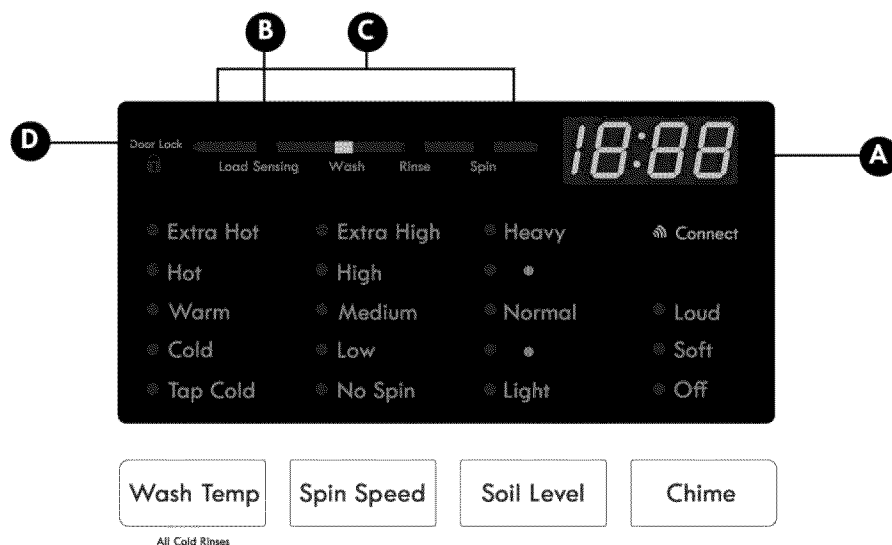 B C
D
A
Door Lock
18:88
Load Sensing Wash Rinse Spin
Extra Hot Extra High Heavy Connect
Hot High
Warm Medium Normal Loud
Cold Low Soft
Tap Cold No Spin Light Off
Wash Temp Spin Speed Soil Level Chime
All Cold Rinses